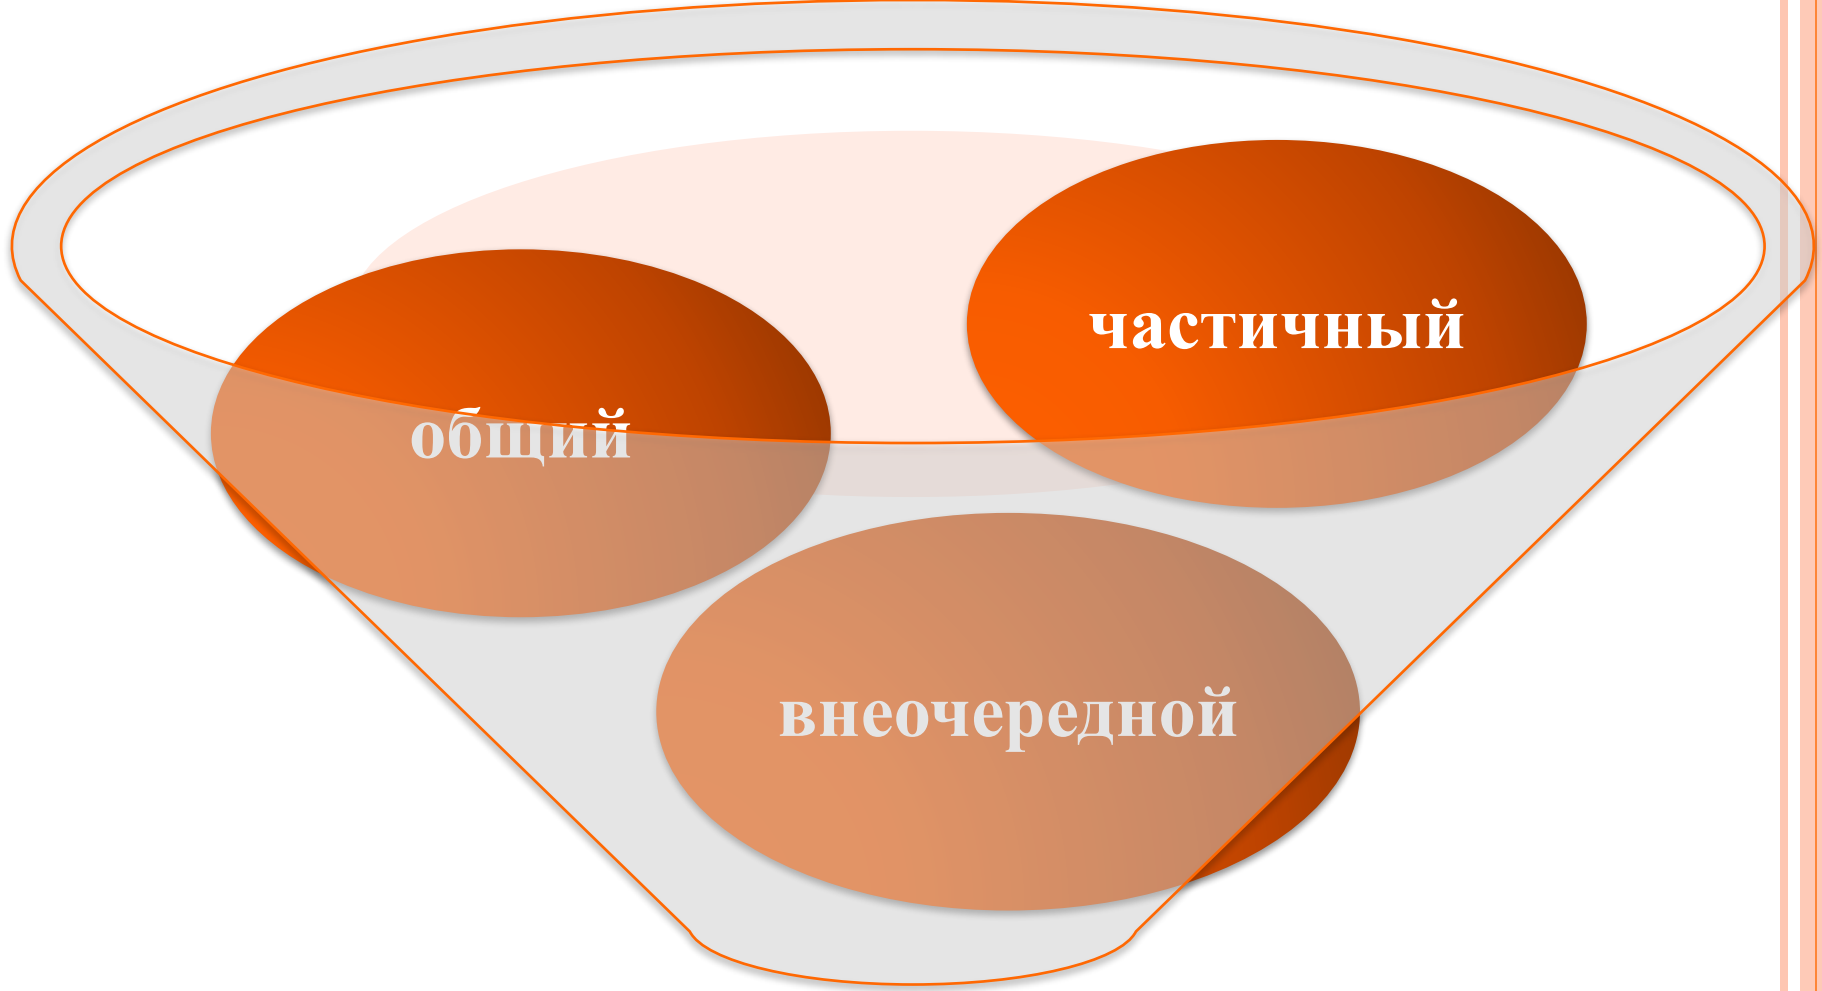 частичный
общий
внеочередной